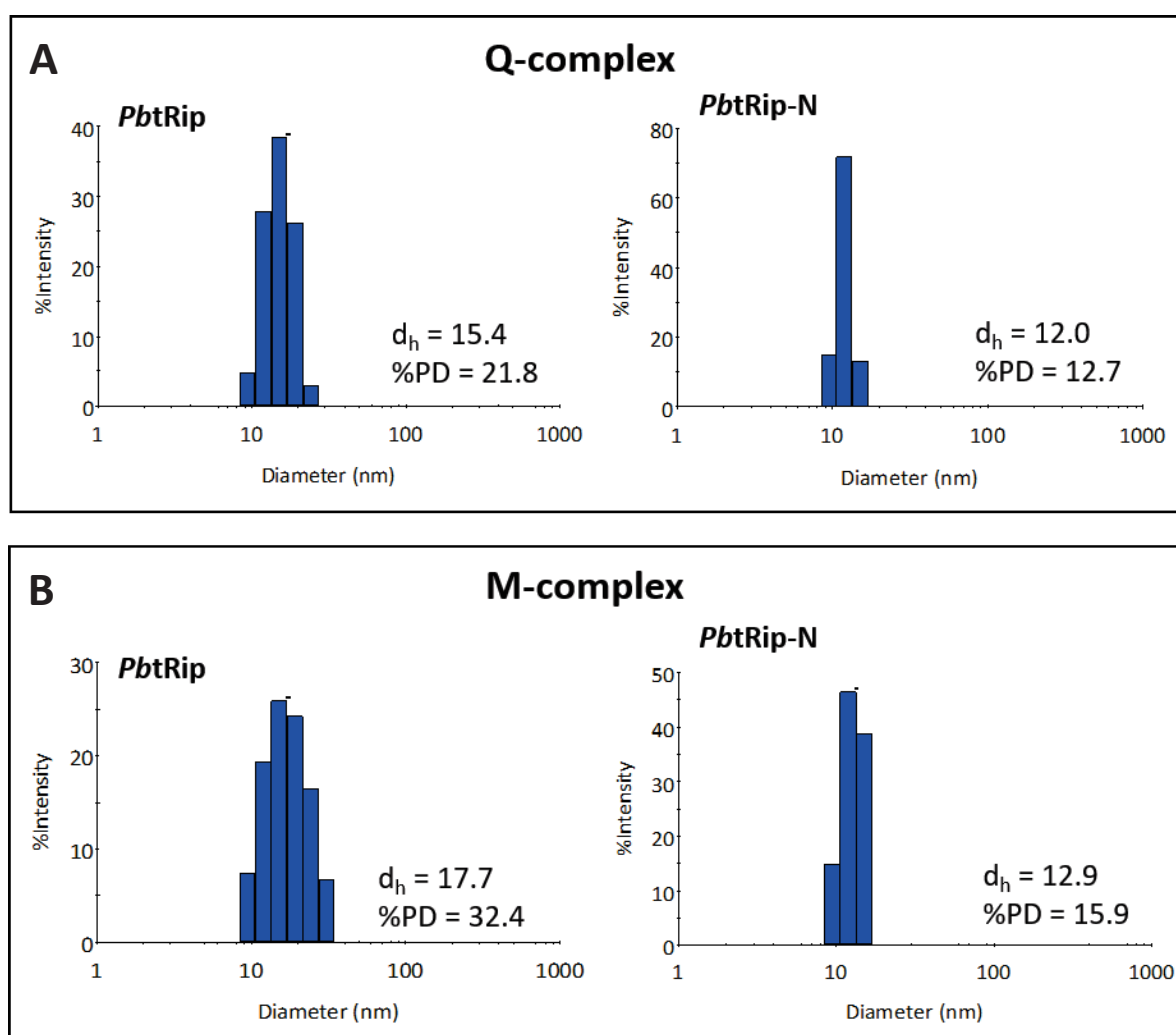 A
Q-complex
PbtRip
40
30
20
10
0
%Intensity
1
10
100
1000
Diameter (nm)
dh = 15.4
%PD = 21.8
PbtRip-N
80
60
40
20
0
%Intensity
1
10
100
1000
Diameter (nm)
dh = 12.0
%PD = 12.7
B
M-complex
PbtRip
30
20
10
0
%Intensity
1
10
100
1000
Diameter (nm)
dh = 17.7
%PD = 32.4
PbtRip-N
50
40
30
20
10
0
%Intensity
1
10
100
1000
Diameter (nm)
dh = 12.9
%PD = 15.9